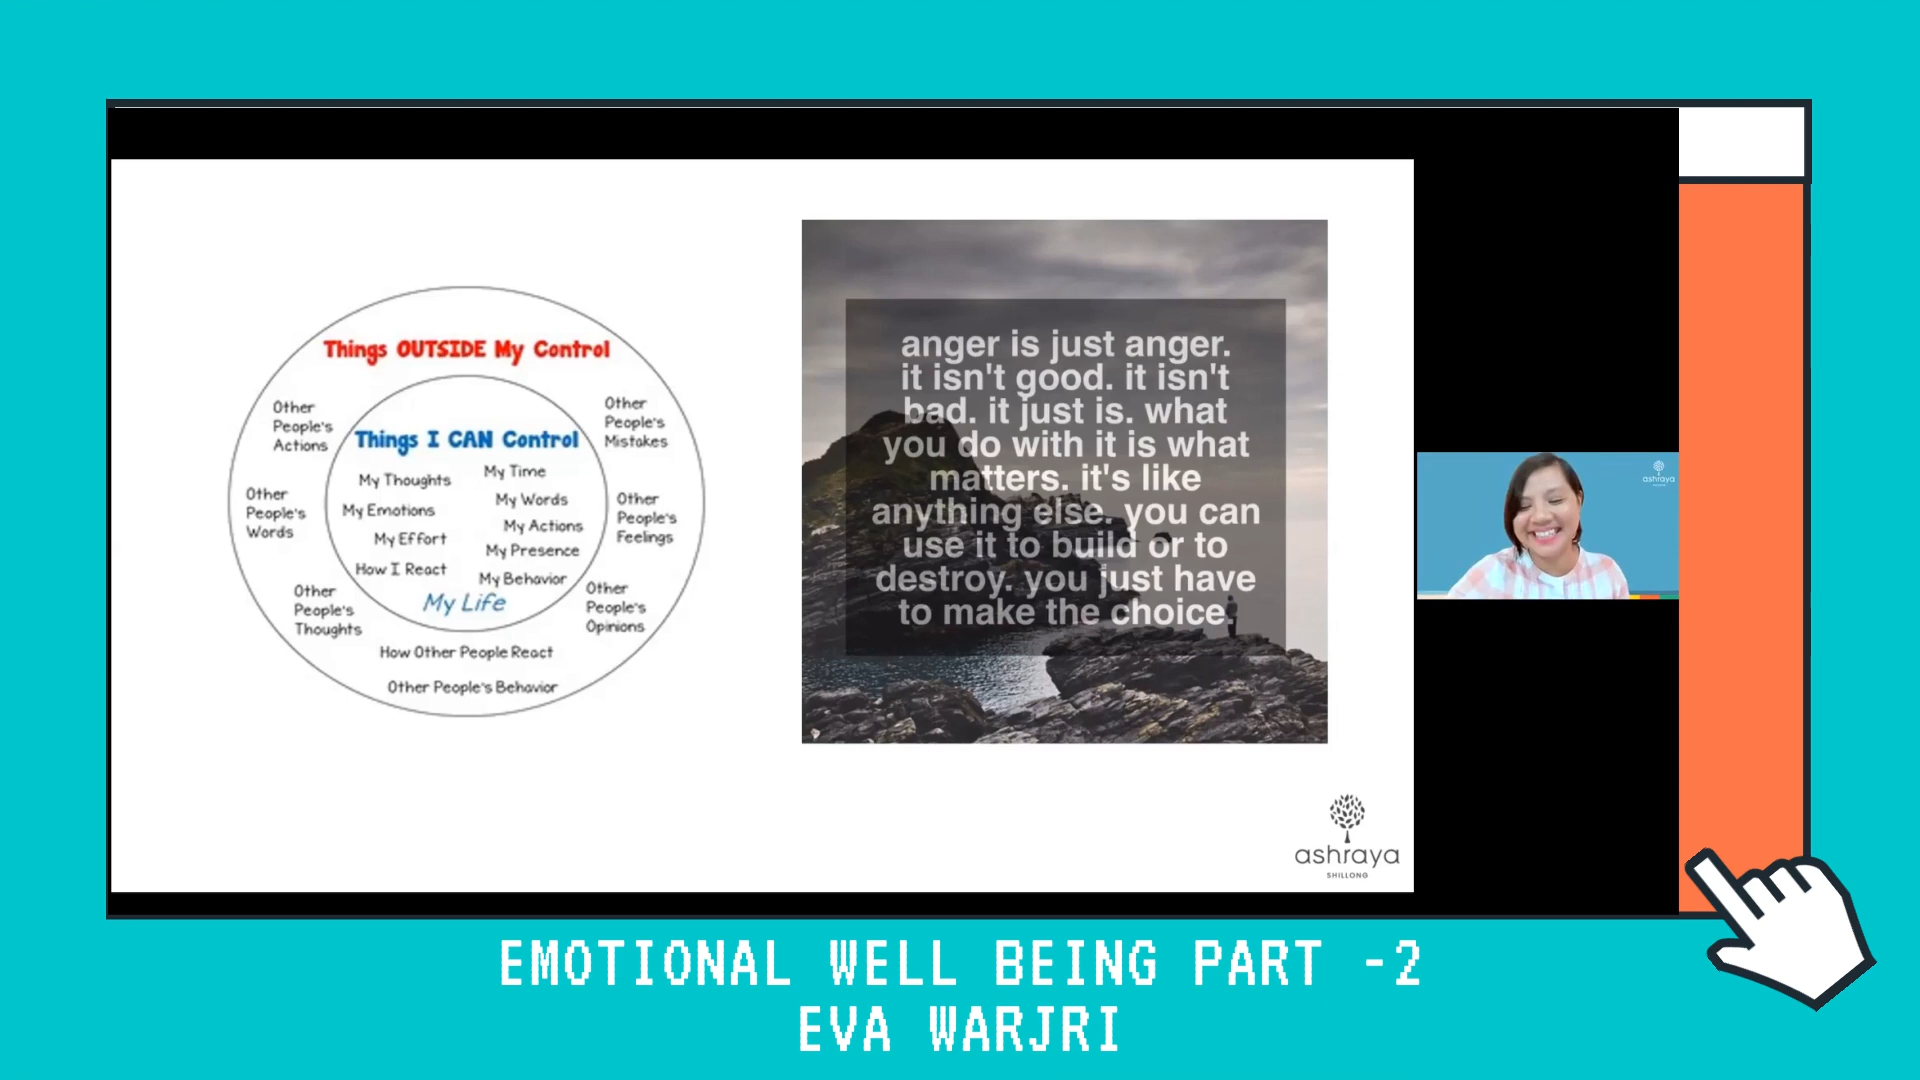 Things OUTSIDE My Control
Other
People's
Actions
Other
People's
Mistakes
Other
People's
Words
Other
People's
Feelings
Other
People's
Thoughts
Other
People's
Opinions
How Other People React
Other People's Behavior
Things I CAN Control
My Thoughts
My Time
My Emotions
My Words
My Effort
My Actions
How I React
My Presence
My Behavior
My Life
anger is just anger.
it isn't good. it isn't
bad. it just is. what
you do with it is what
matters. it's like
anything else. you can
use it to build or to
destroy. you just have
to make the choice.
ashraya
SHILLONG
ashraya
EMOTIONAL WELL BEING PART -2
EVA WARJRI